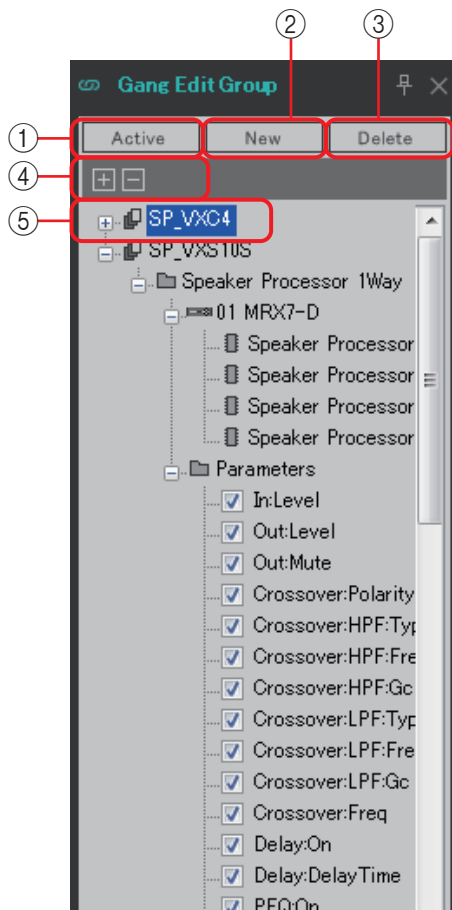 ② ③
Gang Edit Group
① Active New Delete
④
⑤ SP_VXC4
SP_VXS10S
Speaker Processor 1Way
01 MRX7-D
Speaker Processor
Speaker Processor
Speaker Processor
Speaker Processor
Parameters
In:Level
Out:Level
Out:Mute
Crossover:Polarity
Crossover:HPF:Typ
Crossover:HPF:Fre
Crossover:HPF:Gc
Crossover:LPF:Typ
Crossover:LPF:Fre
Crossover:LPF:Gc
Crossover:Freq
Delay:On
Delay:DelayTime
PEQ:On